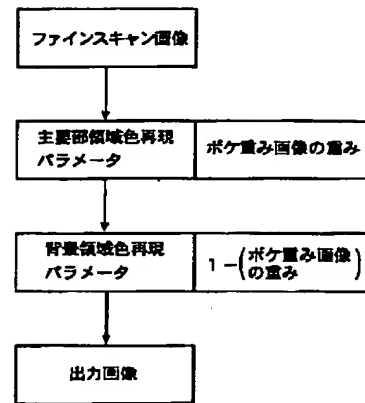 ファインスキャン画像
主要部領域色再現
パラメータ
ボケ重み画像の重み
背景領域色再現
パラメータ
1－(ボケ重み画像
の重み)
出力画像